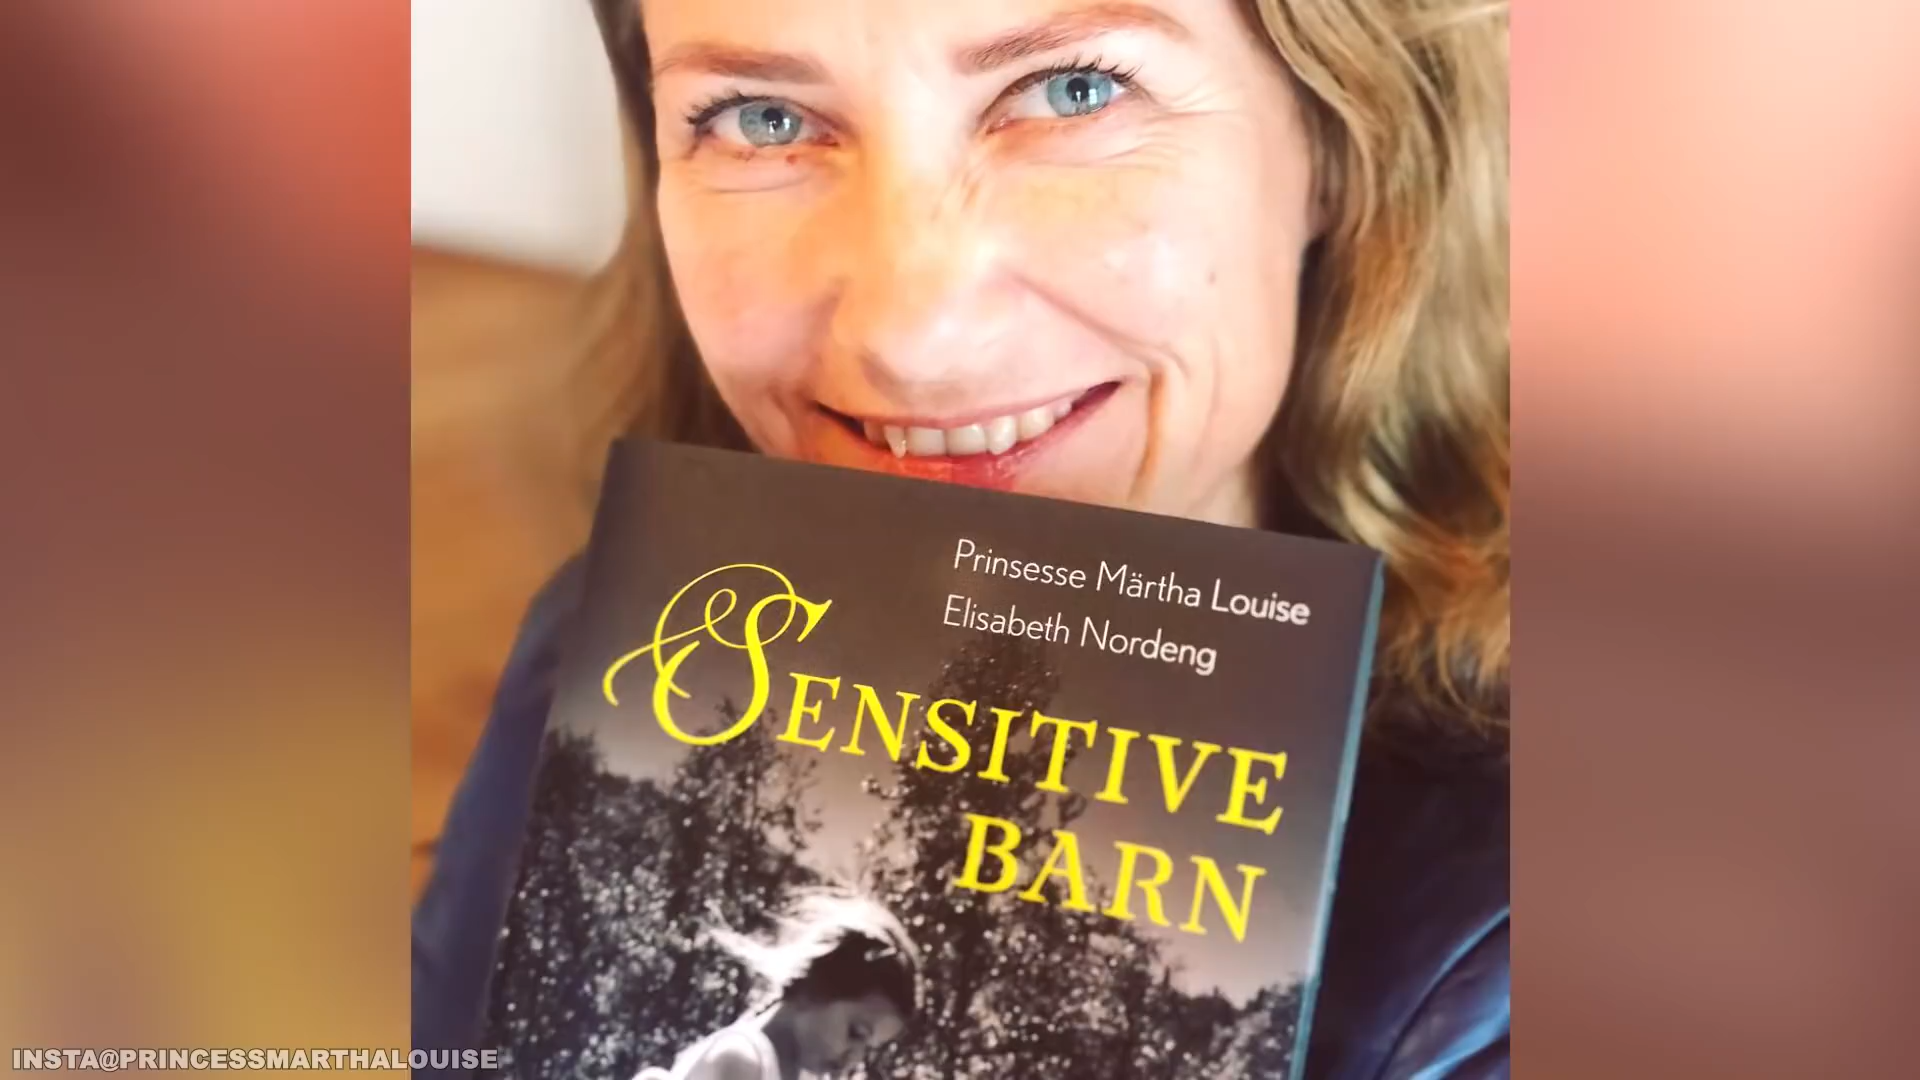 Prinsesse Märtha Louise
Elisabeth Nordeng
SENSITIVE
BARN
INSTA@PRINCESSMARTHALOUISE